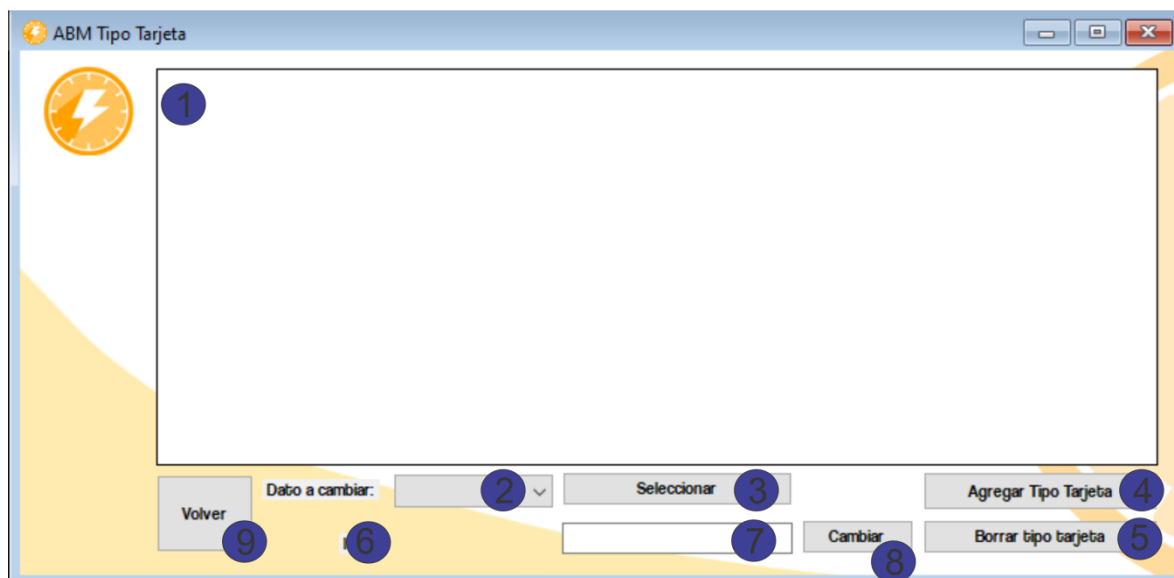 ABM Tipo Tarjeta
1
Dato a cambiar:
2
Seleccionar
3
Agregar Tipo Tarjeta
4
Volver
9
6
7
Cambiar
8
Borrar tipo tarjeta
5